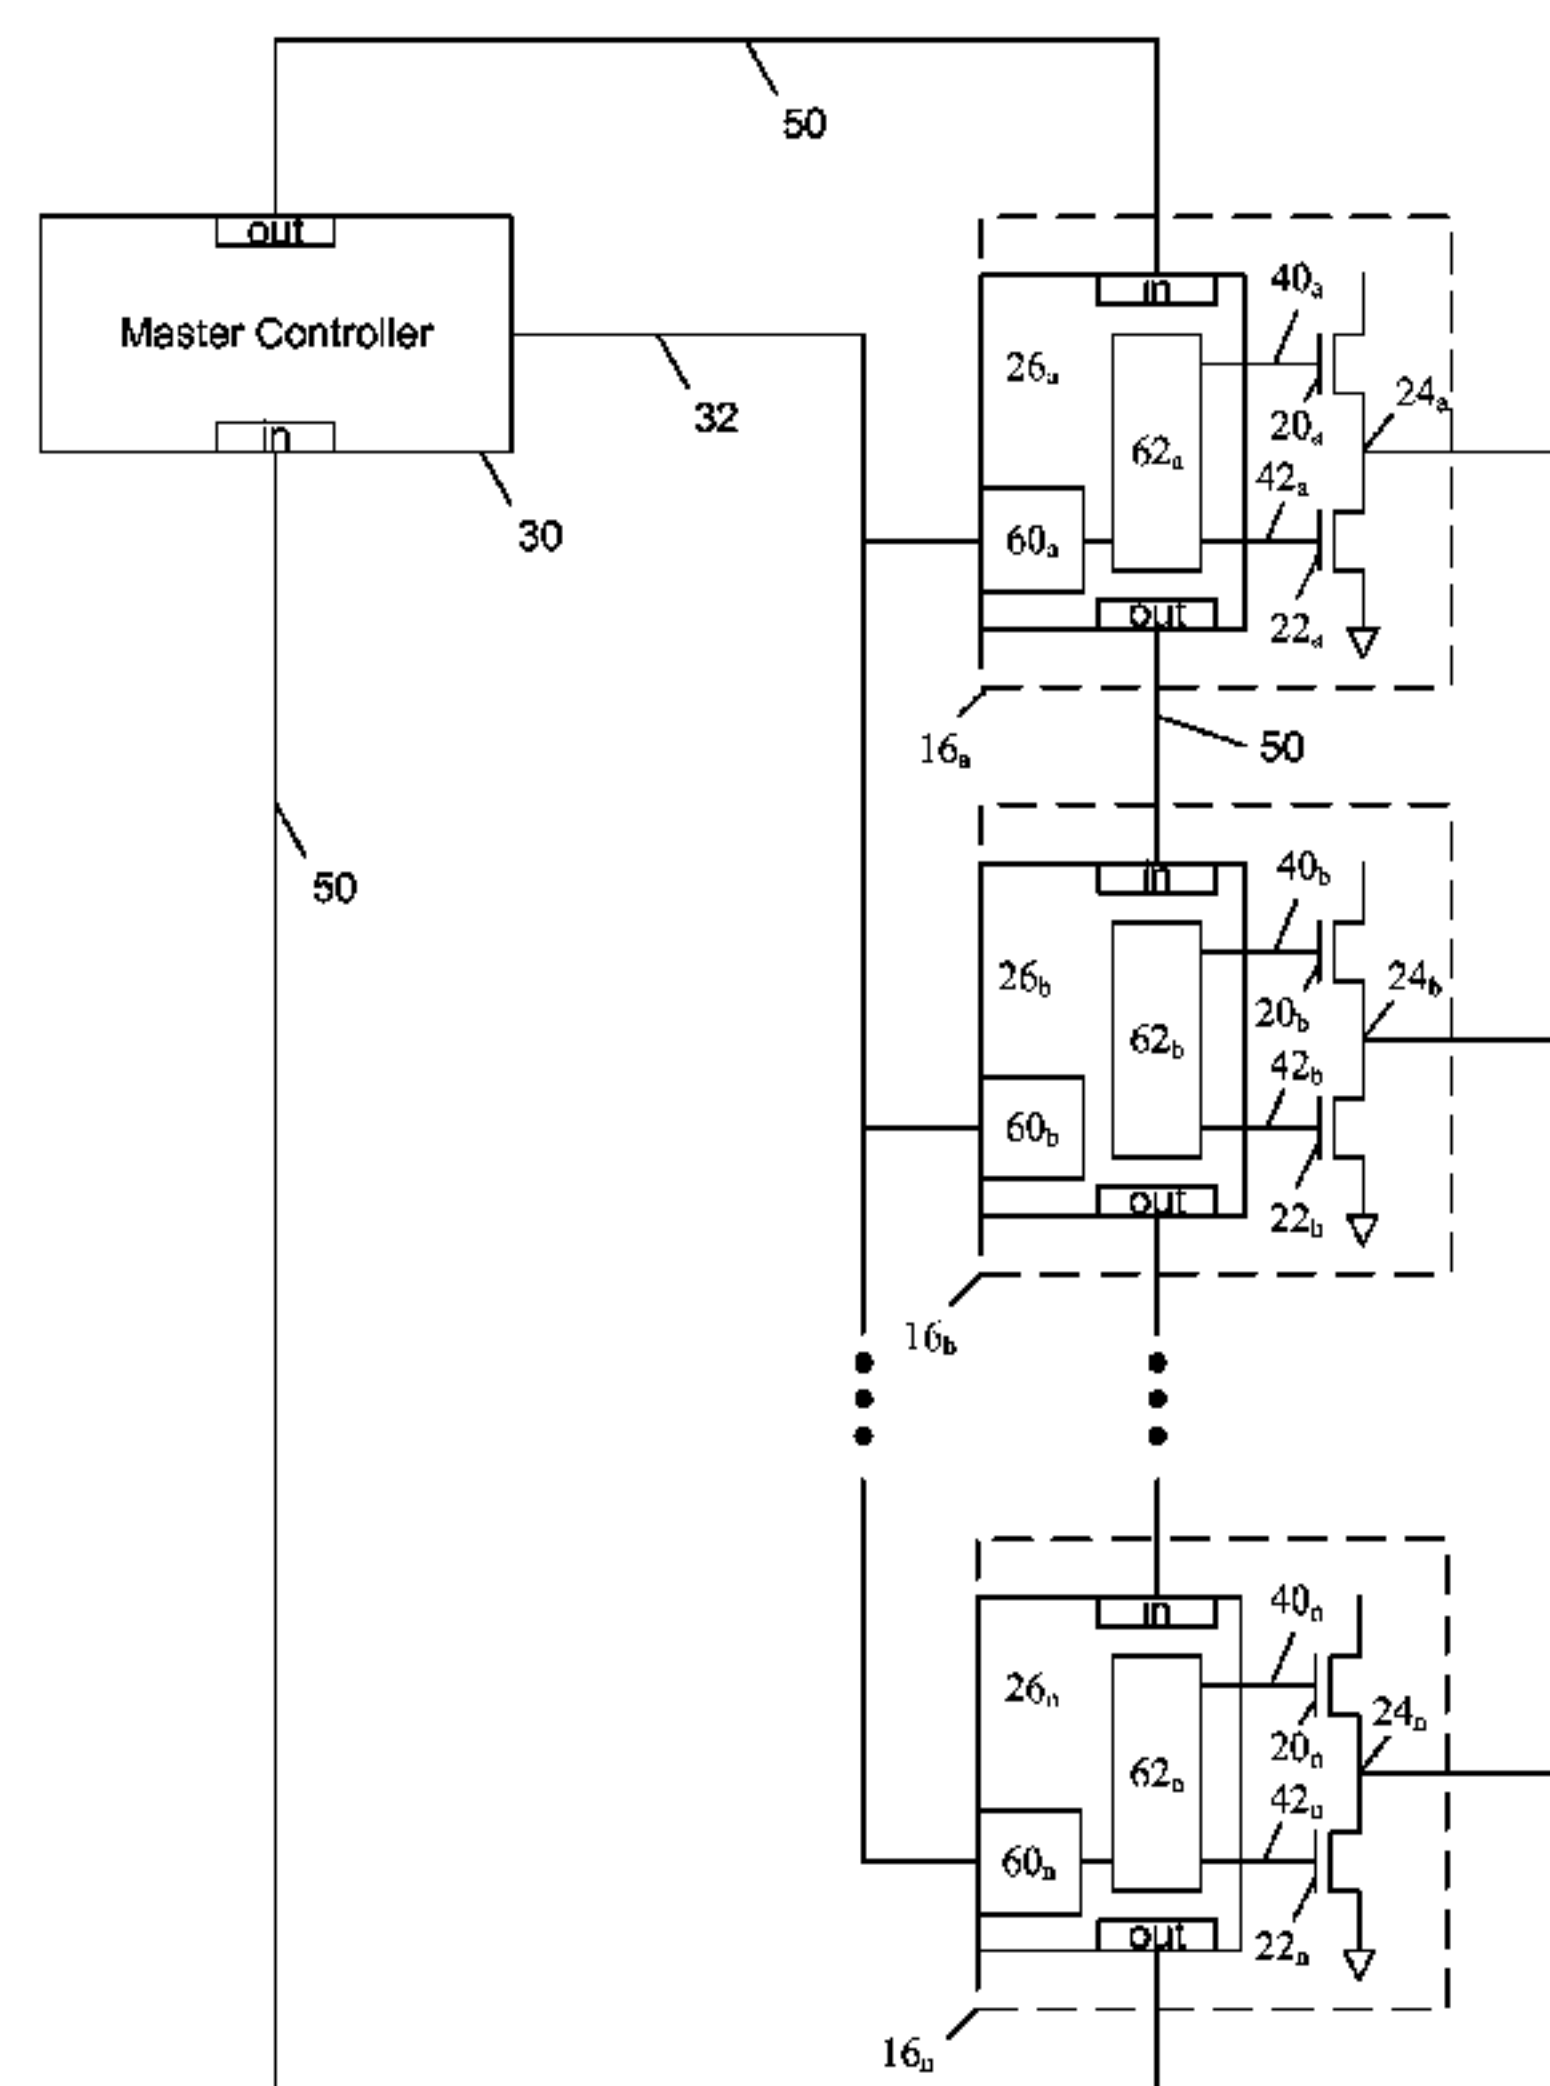 50
out
Master Controller
in
32
30
50
in
26ₐ
62ₐ
60ₐ
out
40ₐ
20ₐ
24ₐ
42ₐ
22ₐ
16ₐ
50
in
26b
62b
60b
out
40b
20b
24b
42b
22b
16b
in
26ₙ
62ₙ
60ₙ
out
40ₙ
20ₙ
24ₙ
42ₙ
22ₙ
16ₙ